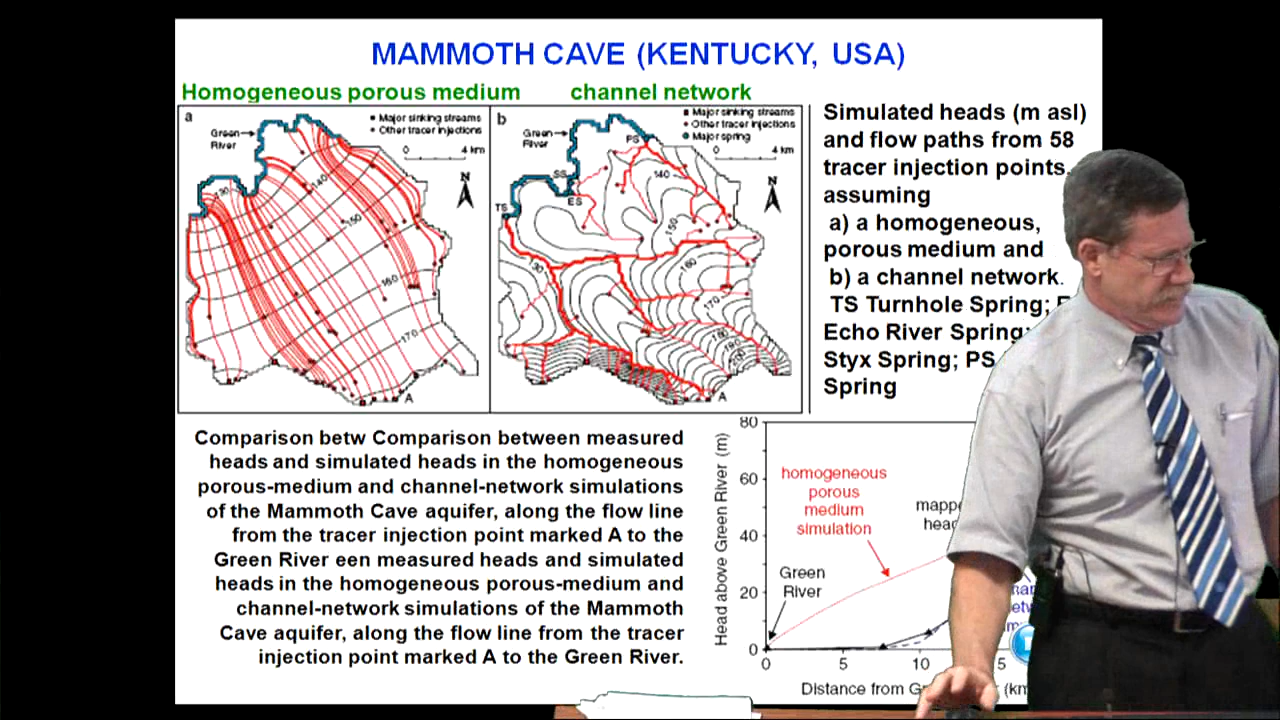 MAMMOTH CAVE (KENTUCKY, USA)
Homogeneous porous medium
channel network
a
Green
River
Major sinking streams
Other tracer injections
0 4 km
N
130
140
150
160
170
A
b
Green
River
Major sinking streams
Other tracer injections
Major spring
0 4 km
N
PS
SS
ES
TS
130
140
150
160
170
180
190
200
A
Simulated heads (m asl)
and flow paths from 58
tracer injection points,
assuming
a) a homogeneous,
porous medium and
b) a channel network.
TS Turnhole Spring;
Echo River Spring;
Styx Spring; PS
Spring
Comparison betw Comparison between measured
heads and simulated heads in the homogeneous
porous-medium and channel-network simulations
of the Mammoth Cave aquifer, along the flow line
from the tracer injection point marked A to the
Green River een measured heads and simulated
heads in the homogeneous porous-medium and
channel-network simulations of the Mammoth
Cave aquifer, along the flow line from the tracer
injection point marked A to the Green River.
Head above Green River (m)
80
60
40
20
0
homogeneous
porous
medium
simulation
Green
River
0 5 10
Distance from